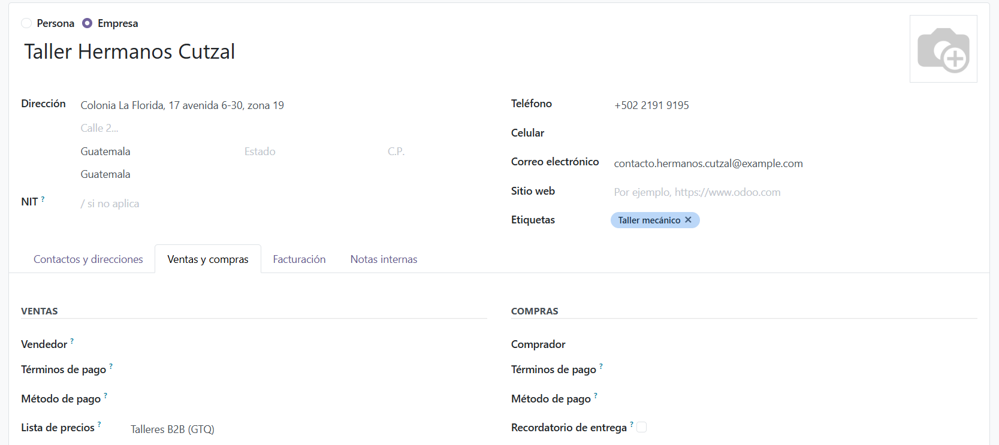 Persona Empresa
Taller Hermanos Cutzal
Dirección Colonia La Florida, 17 avenida 6-30, zona 19
Calle 2...
Guatemala Estado C.P.
Guatemala
NIT ? / si no aplica
Teléfono +502 2191 9195
Celular
Correo electrónico contacto.hermanos.cutzal@example.com
Sitio web Por ejemplo, https://www.odoo.com
Etiquetas Taller mecánico ✕
Contactos y direcciones Ventas y compras Facturación Notas internas
VENTAS
Vendedor ?
Términos de pago ?
Método de pago ?
Lista de precios ? Talleres B2B (GTQ)
COMPRAS
Comprador
Términos de pago ?
Método de pago ?
Recordatorio de entrega ?